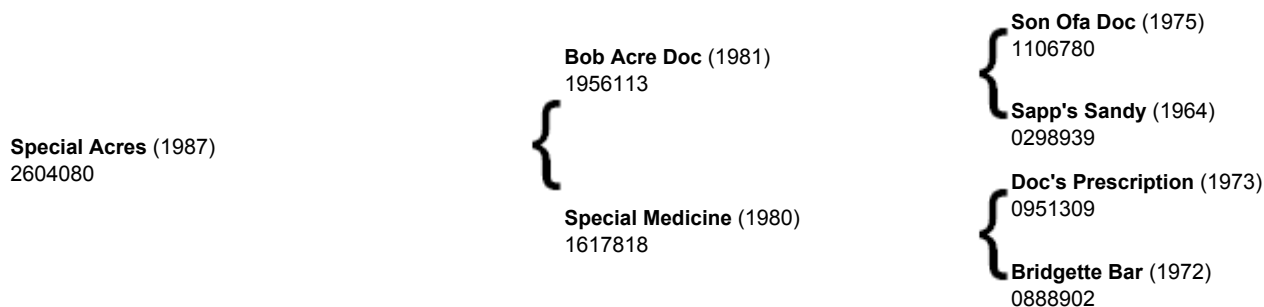 Son Ofa Doc (1975)
1106780
Bob Acre Doc (1981)
1956113
Sapp's Sandy (1964)
0298939
Special Acres (1987)
2604080
Doc's Prescription (1973)
0951309
Special Medicine (1980)
1617818
Bridgette Bar (1972)
0888902